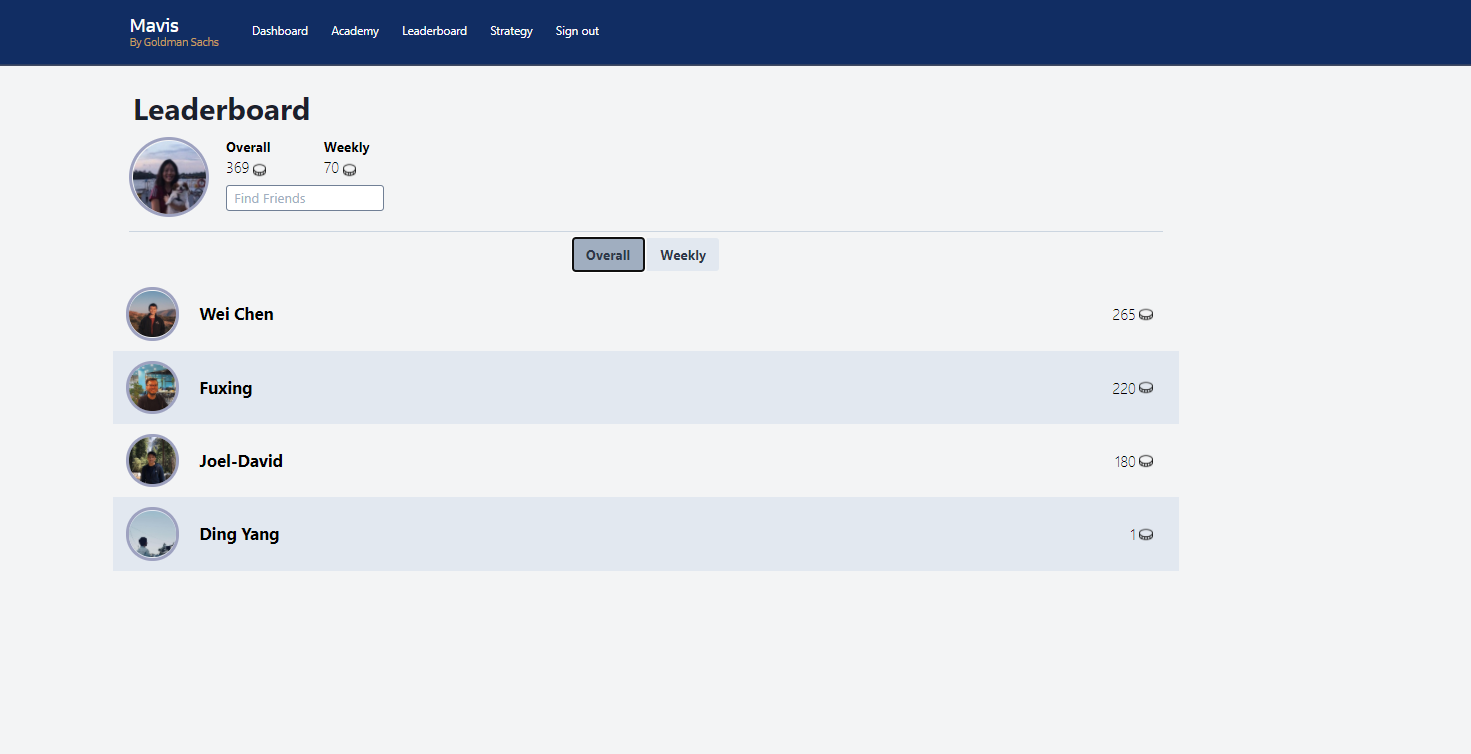 Mavis
By Goldman Sachs
Dashboard Academy Leaderboard Strategy Sign out
Leaderboard
Overall Weekly
369 70
Find Friends
Overall Weekly
Wei Chen 265
Fuxing 220
Joel-David 180
Ding Yang 1